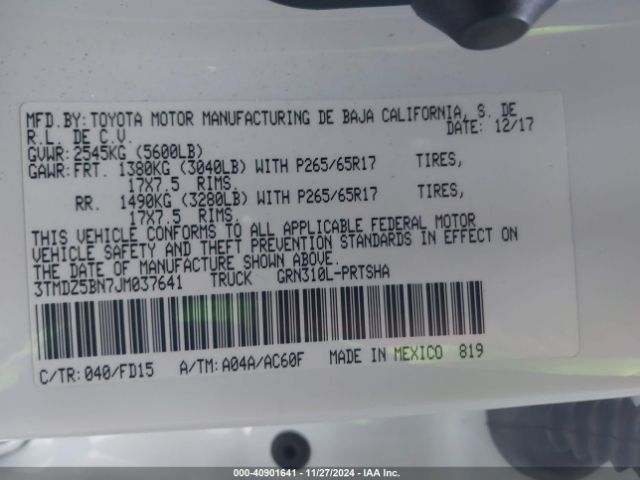 MFD.BY:TOYOTA MOTOR MANUFACTURING DE BAJA CALIFORNIA, S. DE
R.L. DE C.V. DATE: 12/17
GVWR:2545KG (5600LB)
GAWR:FRT. 1380KG (3040LB) WITH P265/65R17 TIRES,
17X7.5 RIMS.
RR. 1490KG (3280LB) WITH P265/65R17 TIRES,
17X7.5 RIMS.
THIS VEHICLE CONFORMS TO ALL APPLICABLE FEDERAL MOTOR
VEHICLE SAFETY AND THEFT PREVENTION STANDARDS IN EFFECT ON
THE DATE OF MANUFACTURE SHOWN ABOVE.
3TMDZ5BN7JM037641 TRUCK GRN310L-PRTSHA
C/TR:040/FD15 A/TM:A04A/AC60F MADE IN MEXICO 819
000-40901641 - 11/27/2024 - IAA Inc.